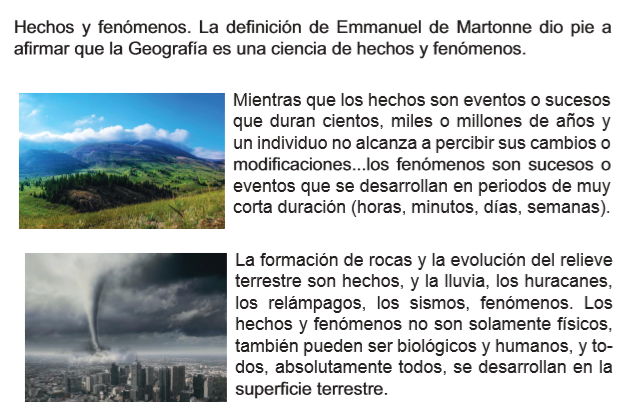 Hechos y fenómenos. La definición de Emmanuel de Martonne dio pie a
afirmar que la Geografía es una ciencia de hechos y fenómenos.
Mientras que los hechos son eventos o sucesos
que duran cientos, miles o millones de años y
un individuo no alcanza a percibir sus cambios o
modificaciones...los fenómenos son sucesos o
eventos que se desarrollan en periodos de muy
corta duración (horas, minutos, días, semanas).
La formación de rocas y la evolución del relieve
terrestre son hechos, y la lluvia, los huracanes,
los relámpagos, los sismos, fenómenos. Los
hechos y fenómenos no son solamente físicos,
también pueden ser biológicos y humanos, y to-
dos, absolutamente todos, se desarrollan en la
superficie terrestre.